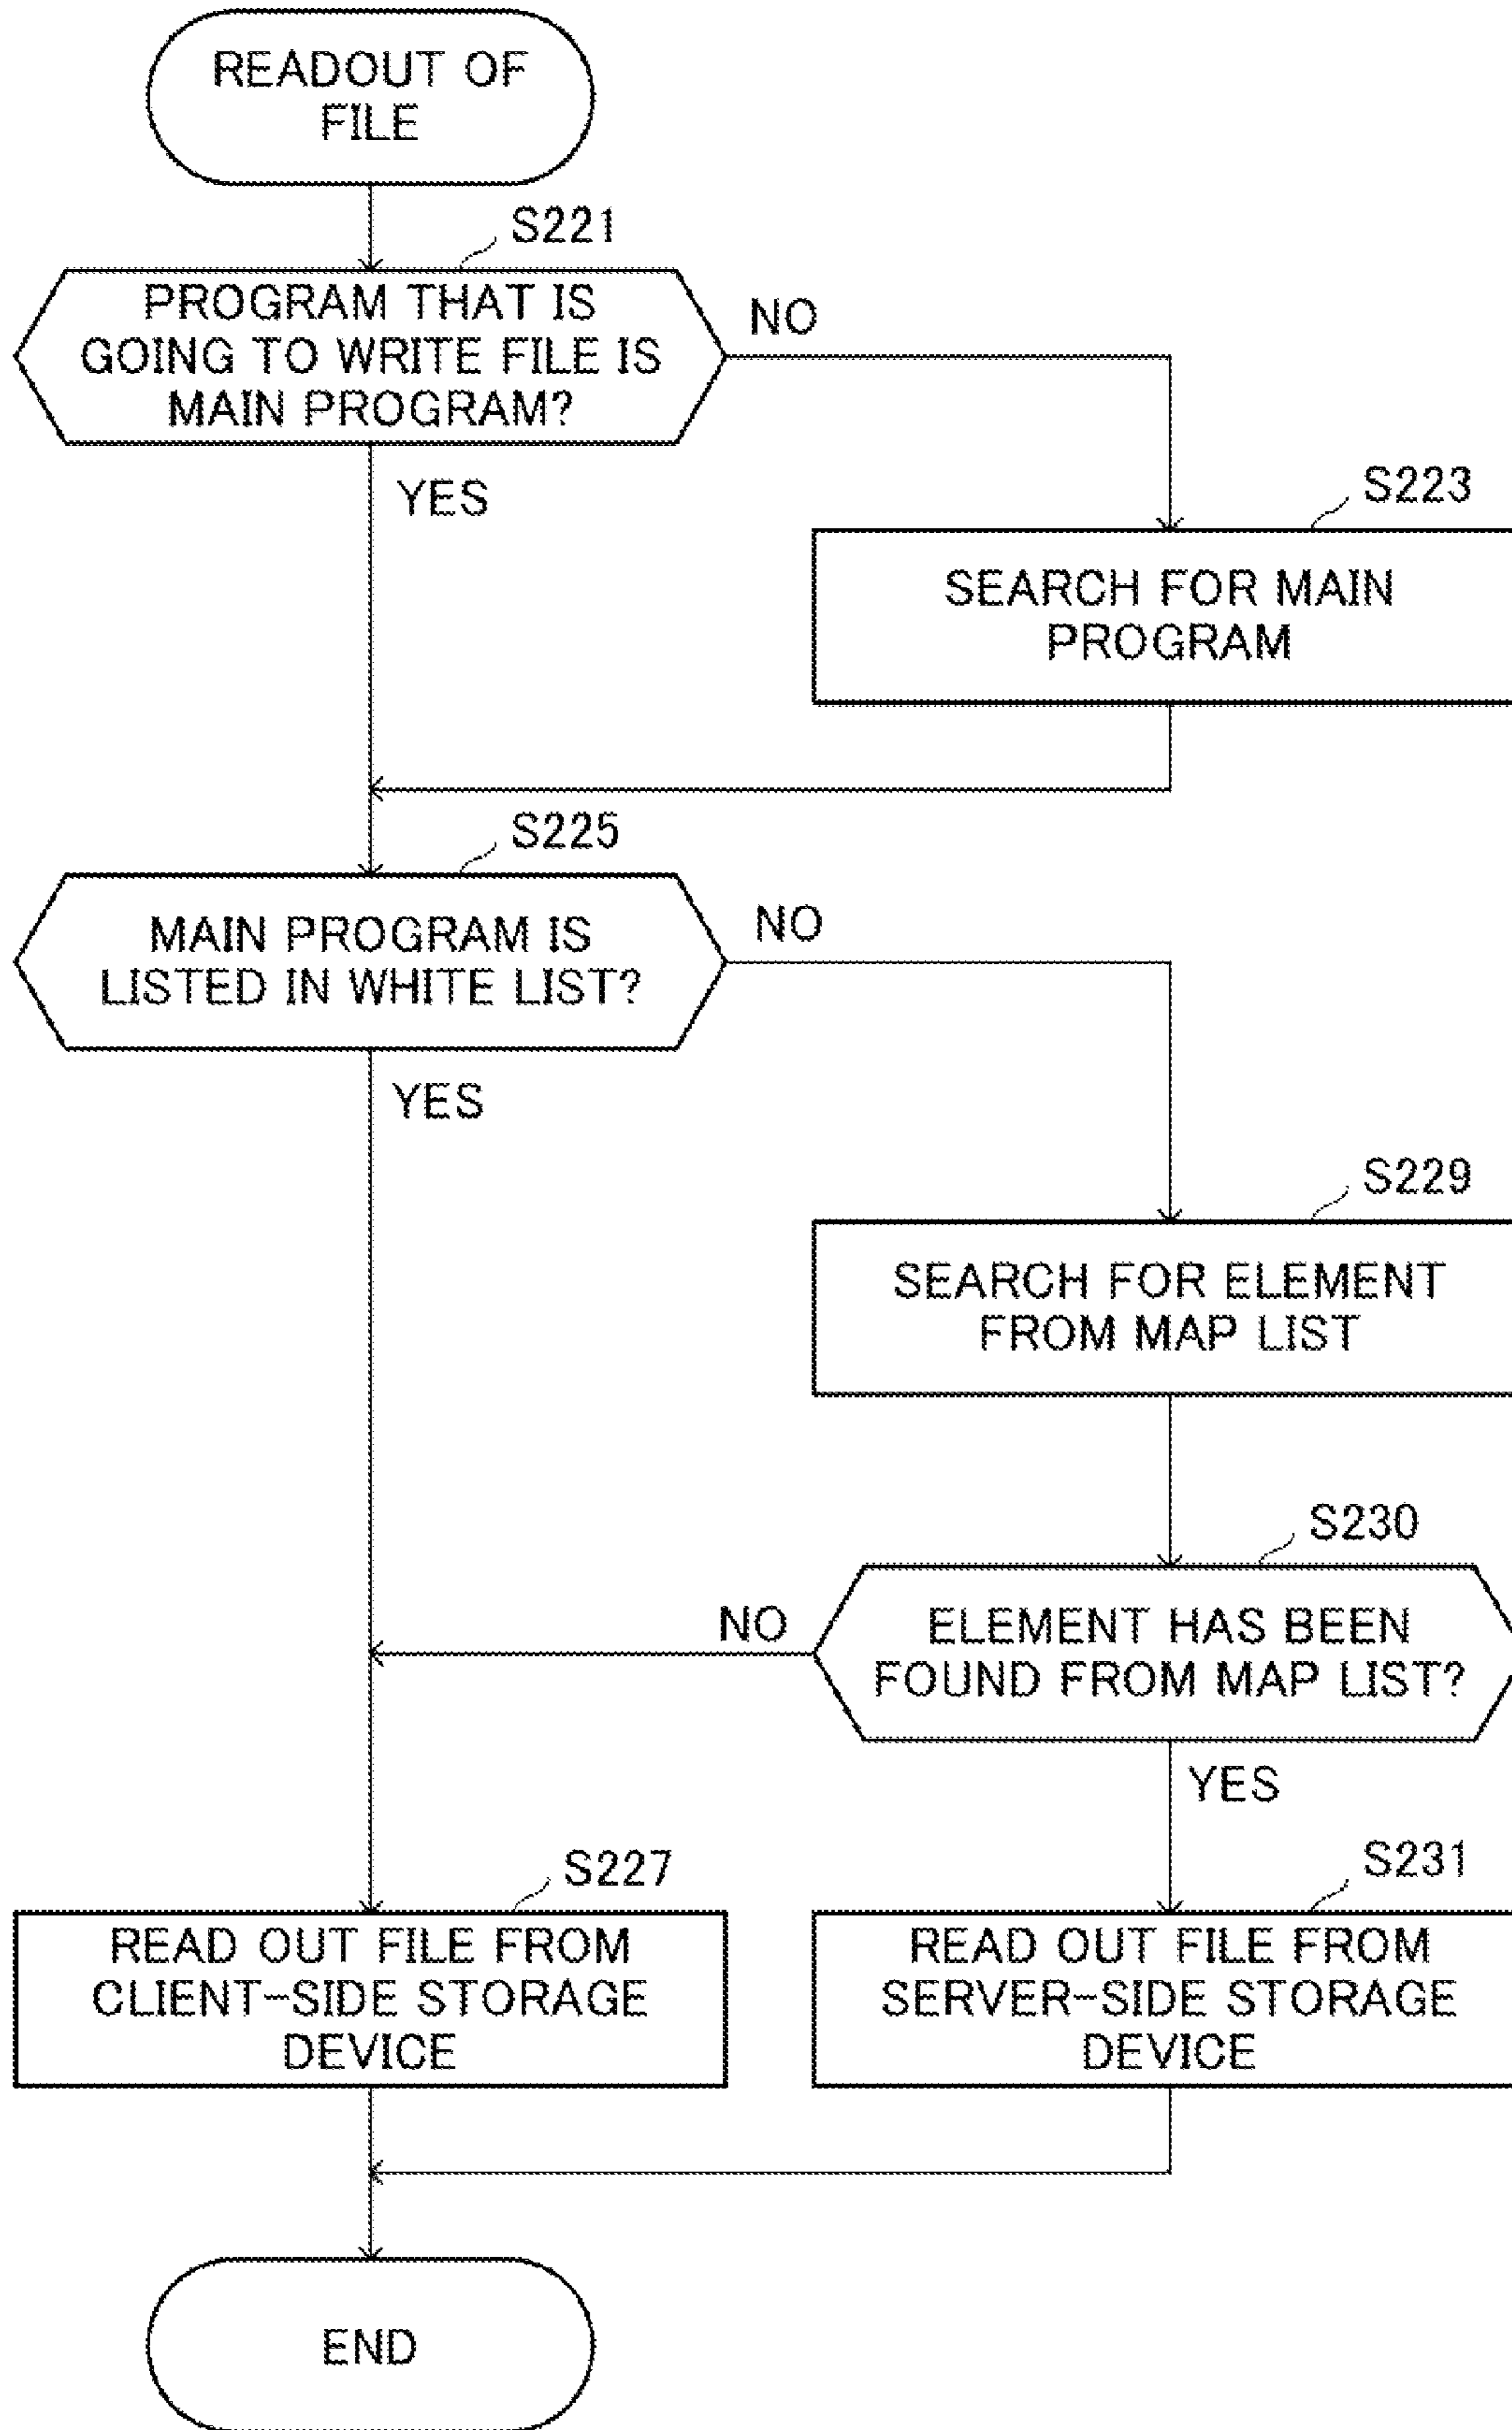 READOUT OF
FILE
S221
PROGRAM THAT IS
GOING TO WRITE FILE IS
MAIN PROGRAM?
NO
YES
S223
SEARCH FOR MAIN
PROGRAM
S225
MAIN PROGRAM IS
LISTED IN WHITE LIST?
NO
YES
S229
SEARCH FOR ELEMENT
FROM MAP LIST
S230
ELEMENT HAS BEEN
FOUND FROM MAP LIST?
NO
YES
S227
READ OUT FILE FROM
CLIENT-SIDE STORAGE
DEVICE
S231
READ OUT FILE FROM
SERVER-SIDE STORAGE
DEVICE
END